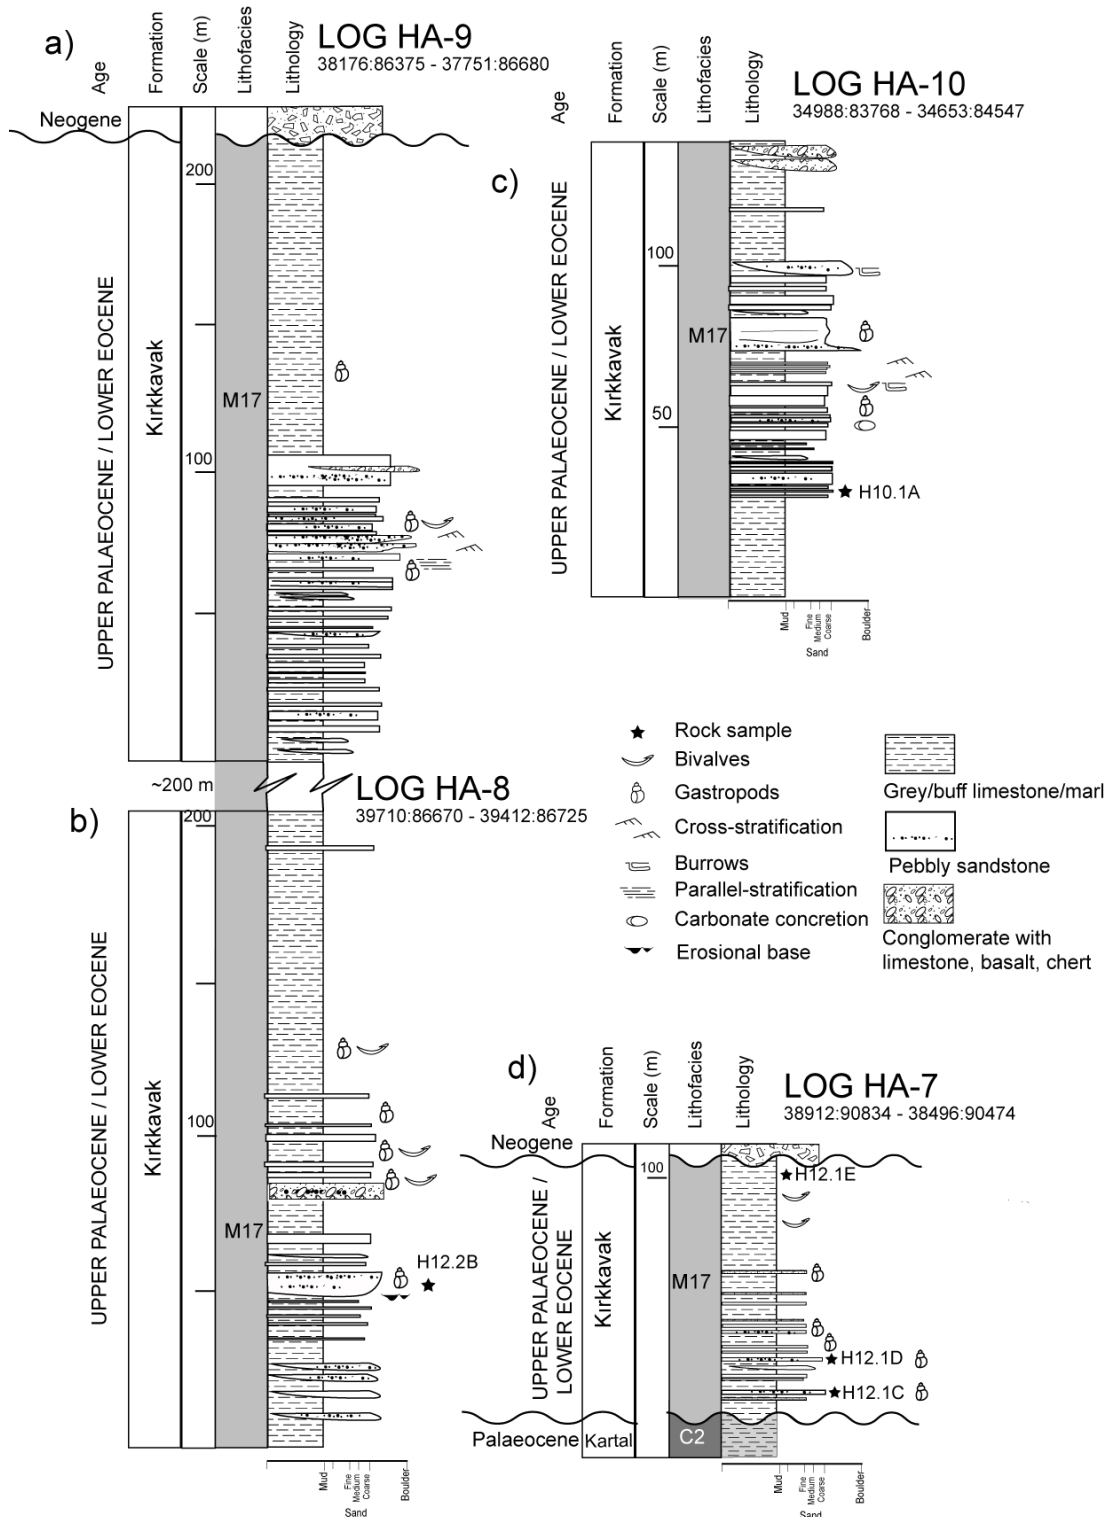 a)
Age
Formation
Scale (m)
Lithofacies
Lithology
LOG HA-9
38176:86375 - 37751:86680
Neogene
200
UPPER PALAEOCENE / LOWER EOCENE
Kırkkavak
M17
100
~200 m
b)
LOG HA-8
39710:86670 - 39412:86725
200
UPPER PALAEOCENE / LOWER EOCENE
Kırkkavak
100
M17
H12.2B
Mud
Fine
Medium
Coarse
Boulder
Sand
c)
Age
Formation
Scale (m)
Lithofacies
Lithology
LOG HA-10
34988:83768 - 34653:84547
UPPER PALAEOCENE / LOWER EOCENE
Kırkkavak
100
M17
50
H10.1A
Mud
Fine
Medium
Coarse
Boulder
Sand
Rock sample
Bivalves
Gastropods
Cross-stratification
Burrows
Parallel-stratification
Carbonate concretion
Erosional base
Grey/buff limestone/marl
Pebbly sandstone
Conglomerate with
limestone, basalt, chert
d)
Age
Formation
Scale (m)
Lithofacies
Lithology
LOG HA-7
38912:90834 - 38496:90474
Neogene
100
H12.1E
UPPER PALAEOCENE /
LOWER EOCENE
Kırkkavak
M17
H12.1D
H12.1C
Palaeocene
Kartal
C2
Mud
Fine
Medium
Coarse
Boulder
Sand